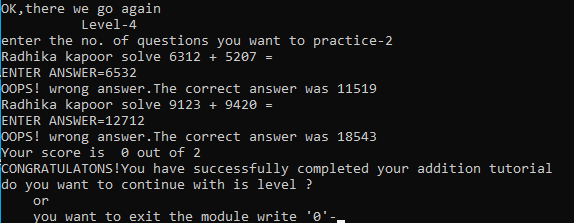 OK,there we go again
Level-4
enter the no. of questions you want to practice-2
Radhika kapoor solve 6312 + 5207 =
ENTER ANSWER=6532
OOPS! wrong answer.The correct answer was 11519
Radhika kapoor solve 9123 + 9420 =
ENTER ANSWER=12712
OOPS! wrong answer.The correct answer was 18543
Your score is  0 out of 2
CONGRATULATONS!You have successfully completed your addition tutorial
do you want to continue with is level ?
or
you want to exit the module write '0'-